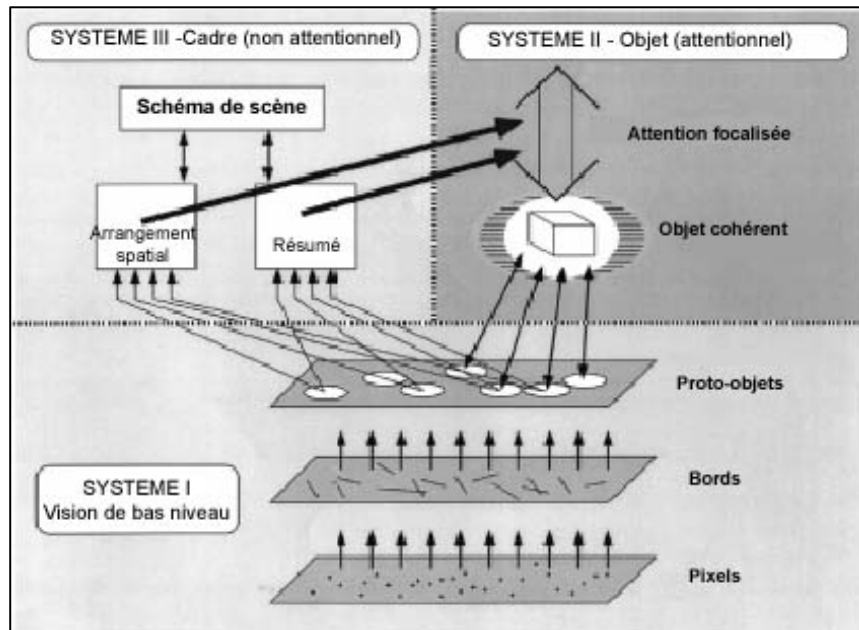 SYSTEME III -Cadre (non attentionnel)
SYSTEME II - Objet (attentionnel)
Schéma de scène
Attention focalisée
Arrangement
spatial
Résumé
Objet cohérent
Proto-objets
SYSTEME I
Vision de bas niveau
Bords
Pixels